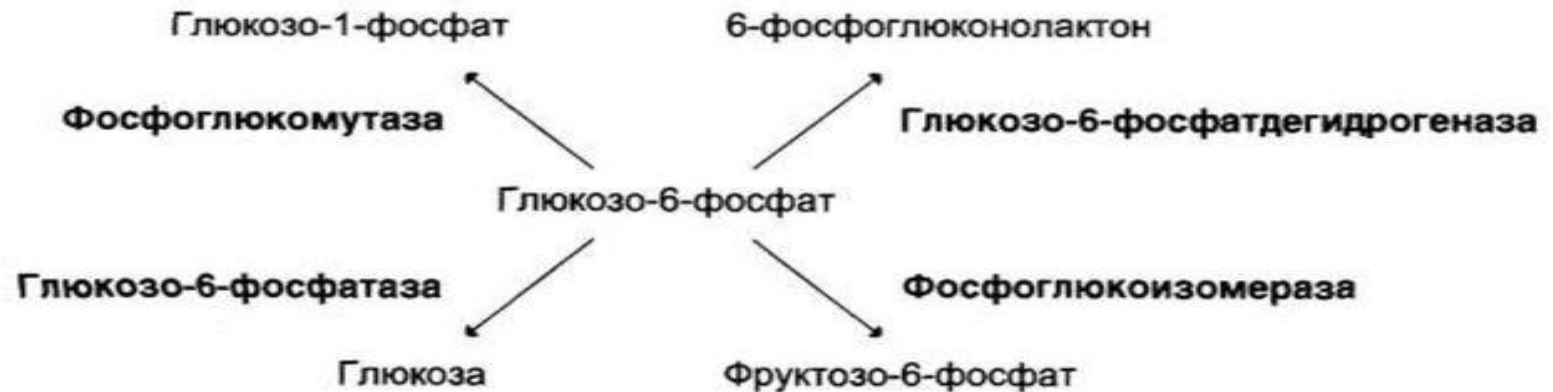 Глюкозо-1-фосфат 6-фосфоглюконолактон
Фосфоглюкомутаза Глюкозо-6-фосфатдегидрогеназа
Глюкозо-6-фосфат
Глюкозо-6-фосфатаза Фосфоглюкоизомераза
Глюкоза Фруктозо-6-фосфат